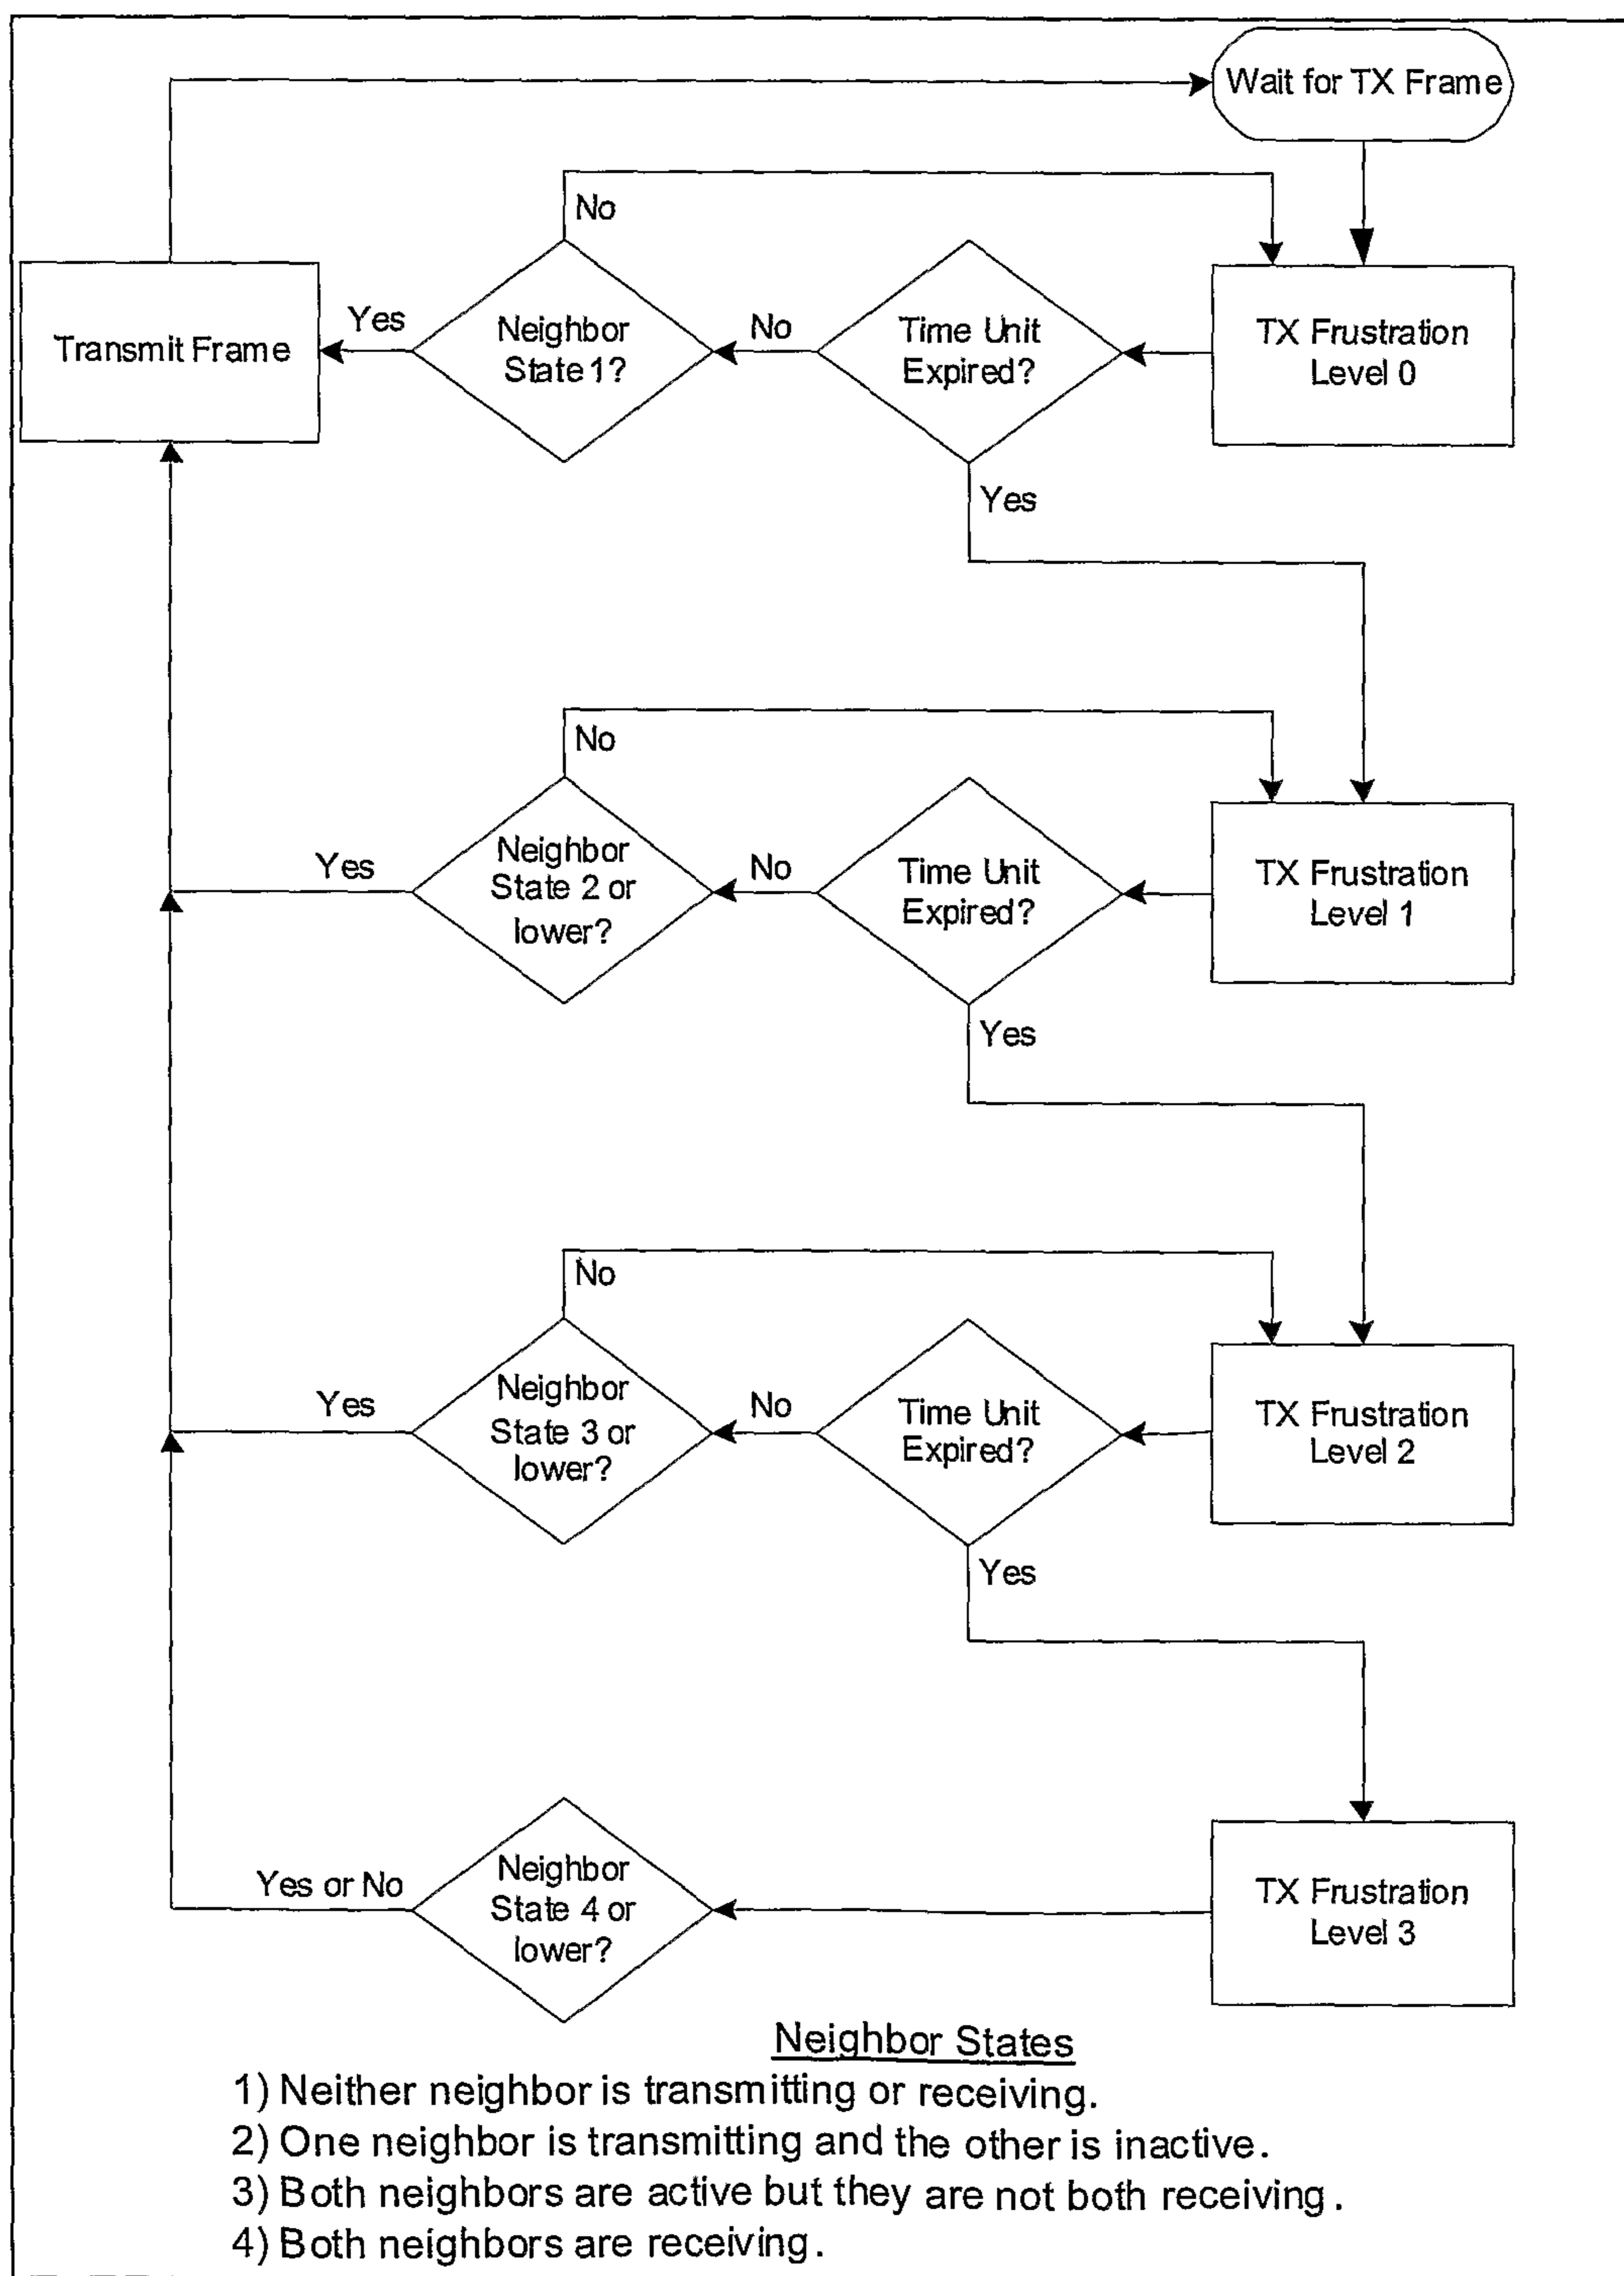 Wait for TX Frame
No
Transmit Frame
Yes
Neighbor
State 1?
No
Time Unit
Expired?
TX Frustration
Level 0
Yes
No
Yes
Neighbor
State 2 or
lower?
No
Time Unit
Expired?
TX Frustration
Level 1
Yes
No
Yes
Neighbor
State 3 or
lower?
No
Time Unit
Expired?
TX Frustration
Level 2
Yes
Yes or No
Neighbor
State 4 or
lower?
TX Frustration
Level 3
Neighbor States
1) Neither neighbor is transmitting or receiving.
2) One neighbor is transmitting and the other is inactive.
3) Both neighbors are active but they are not both receiving.
4) Both neighbors are receiving.